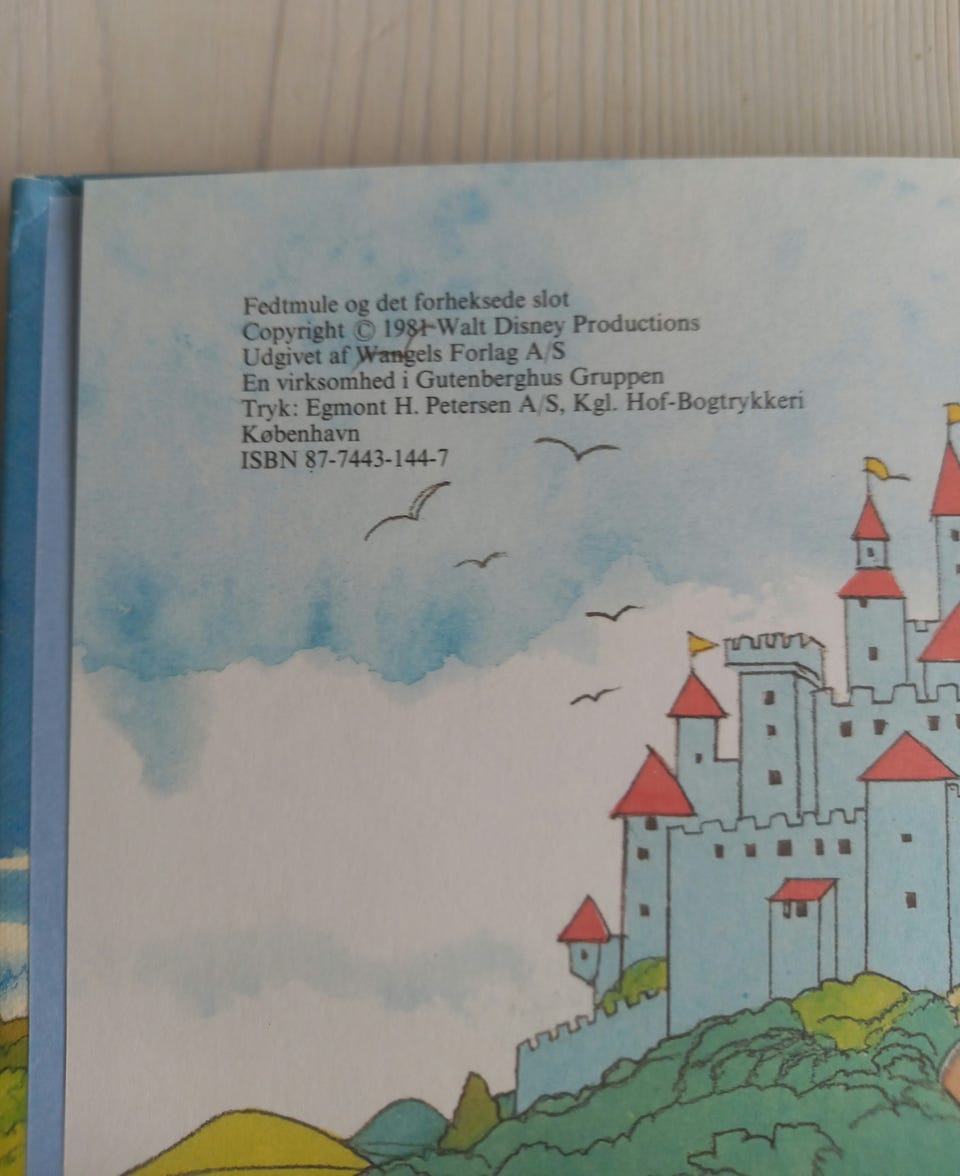 Fedtmule og det forheksede slot
Copyright © 1981 Walt Disney Productions
Udgivet af Wangels Forlag A/S
En virksomhed i Gutenberghus Gruppen
Tryk: Egmont H. Petersen A/S, Kgl. Hof-Bogtrykkeri
København
ISBN 87-7443-144-7